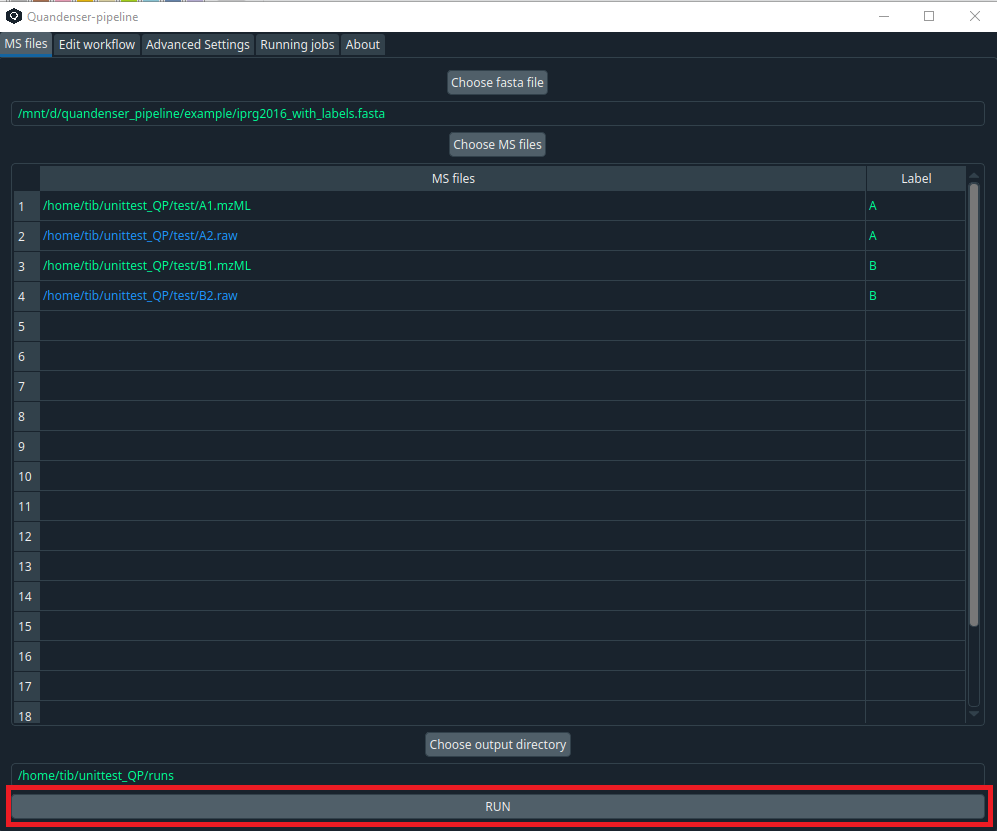 Quandenser-pipeline
MS files Edit workflow Advanced Settings Running jobs About
Choose fasta file
/mnt/d/quandenser_pipeline/example/iprg2016_with_labels.fasta
Choose MS files
MS files Label
1 /home/tib/unittest_QP/test/A1.mzML A
2 /home/tib/unittest_QP/test/A2.raw A
3 /home/tib/unittest_QP/test/B1.mzML B
4 /home/tib/unittest_QP/test/B2.raw B
5
6
7
8
9
10
11
12
13
14
15
16
17
18
Choose output directory
/home/tib/unittest_QP/runs
RUN